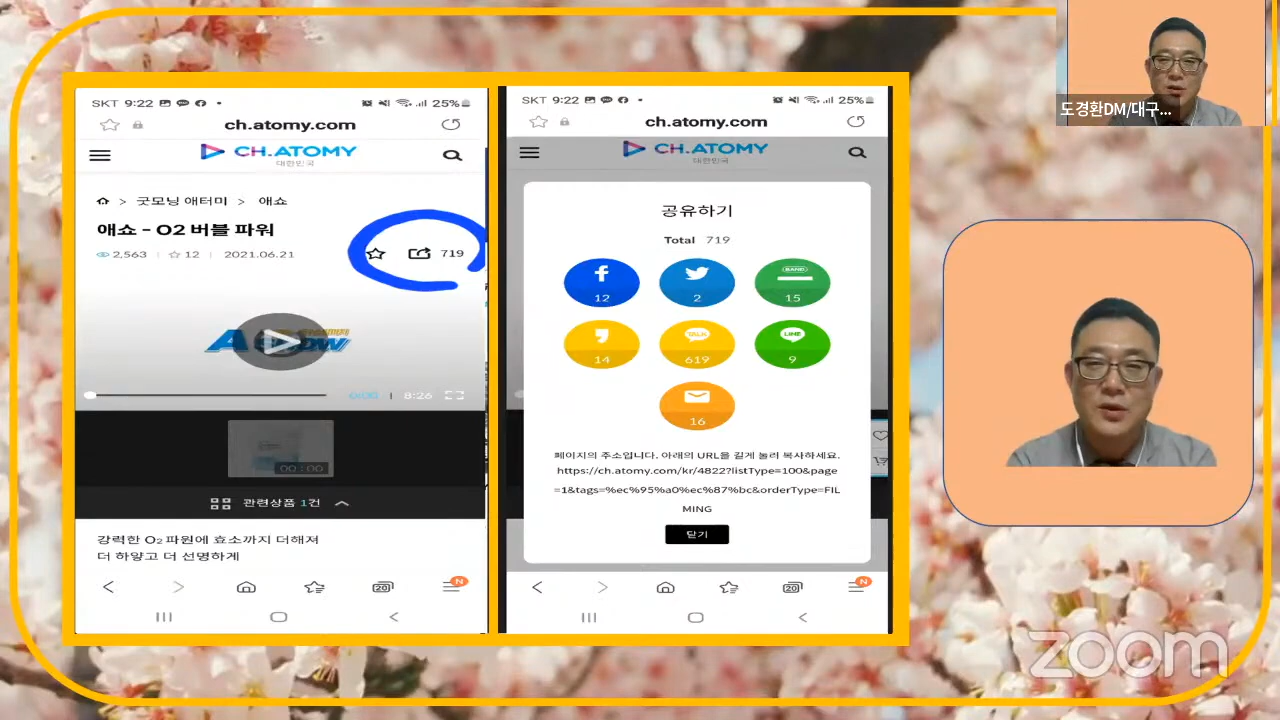 SKT 9:22
25%
ch.atomy.com
CH.ATOMY
대한민국
> 굿모닝 애터미 > 애쇼
애쇼 - O2 버블 파워
2,563 | 12 | 2021.06.21
719
8:26
00:00
관련상품 1건
강력한 O2파워에 효소까지 더해져
더 하얗고 더 선명하게
20
N
SKT 9:22
25%
ch.atomy.com
CH.ATOMY
대한민국
공유하기
Total 719
12
2
BAND
15
14
TALK
619
LINE
9
16
페이지의 주소입니다. 아래의 URL을 길게 눌러 복사하세요.
https://ch.atomy.com/kr/4822?listType=100&page
=1&tags=%ec%95%a0%ec%87%bc&orderType=FIL
MING
닫기
20
N
도경환DM/대구...
zoom